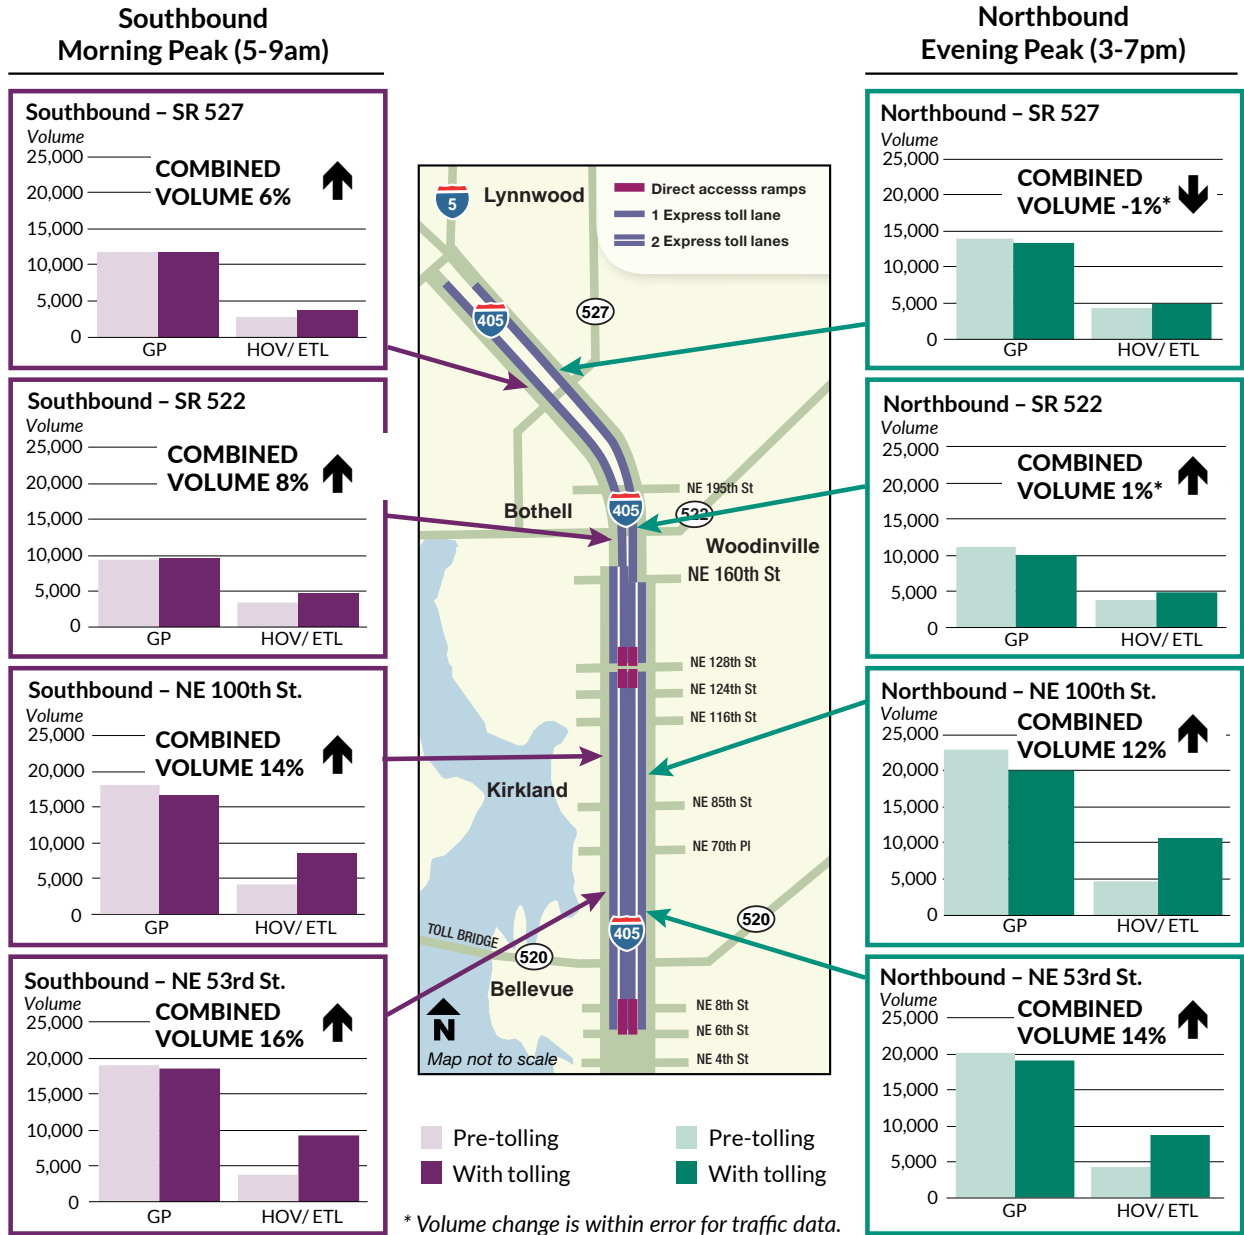 Southbound
Morning Peak (5-9am)
Northbound
Evening Peak (3-7pm)
Southbound – SR 527
Volume
25,000
20,000
15,000
10,000
5,000
0
COMBINED
VOLUME 6%
GP
HOV/ ETL
Southbound – SR 522
Volume
25,000
20,000
15,000
10,000
5,000
0
COMBINED
VOLUME 8%
GP
HOV/ ETL
Southbound – NE 100th St.
Volume
25,000
20,000
15,000
10,000
5,000
0
COMBINED
VOLUME 14%
GP
HOV/ ETL
Southbound – NE 53rd St.
Volume
25,000
20,000
15,000
10,000
5,000
0
COMBINED
VOLUME 16%
GP
HOV/ ETL
5
Lynnwood
Direct accesss ramps
1 Express toll lane
2 Express toll lanes
405
527
NE 195th St
Bothell
405
522
Woodinville
NE 160th St
NE 128th St
NE 124th St
NE 116th St
Kirkland
NE 85th St
NE 70th Pl
TOLL BRIDGE
520
405
520
Bellevue
NE 8th St
N
NE 6th St
Map not to scale
NE 4th St
Northbound – SR 527
Volume
25,000
20,000
15,000
10,000
5,000
0
COMBINED
VOLUME -1%*
GP
HOV/ ETL
Northbound – SR 522
Volume
25,000
20,000
15,000
10,000
5,000
0
COMBINED
VOLUME 1%*
GP
HOV/ ETL
Northbound – NE 100th St.
Volume
25,000
20,000
15,000
10,000
5,000
0
COMBINED
VOLUME 12%
GP
HOV/ ETL
Northbound – NE 53rd St.
Volume
25,000
20,000
15,000
10,000
5,000
0
COMBINED
VOLUME 14%
GP
HOV/ ETL
Pre-tolling
With tolling
Pre-tolling
With tolling
* Volume change is within error for traffic data.